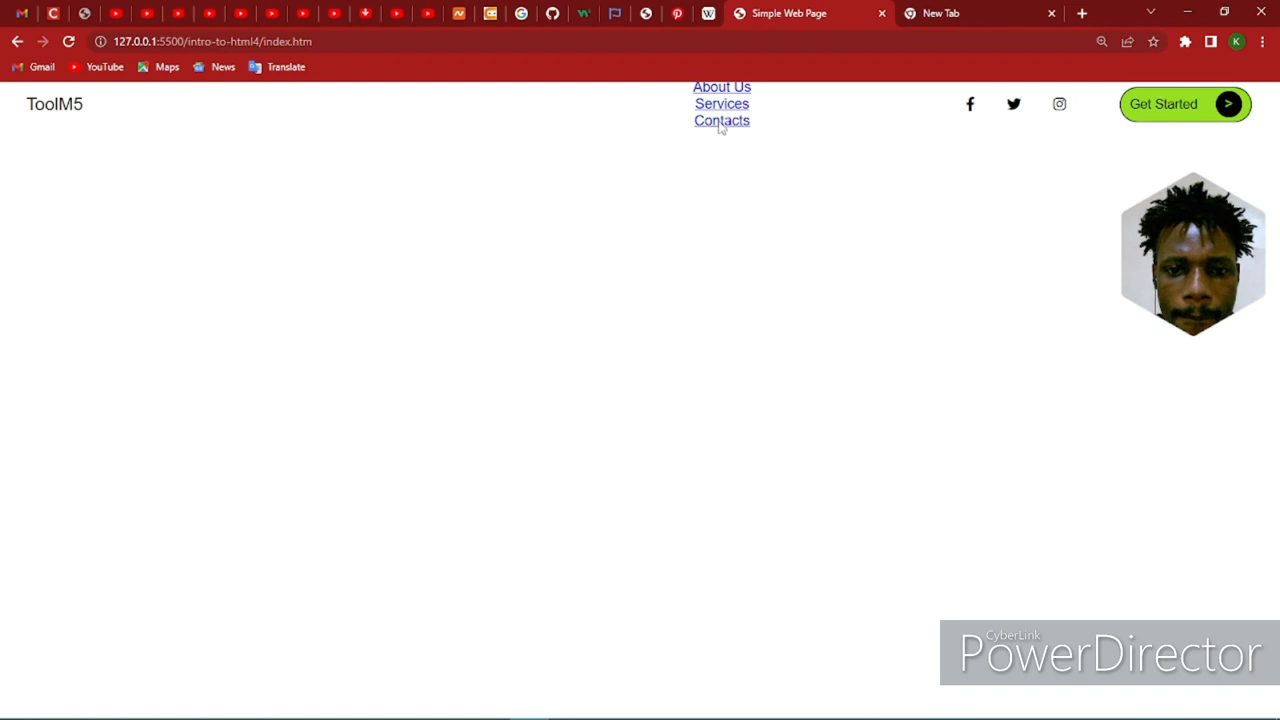 Simple Web Page
New Tab
127.0.0.1:5500/intro-to-html4/index.htm
Gmail YouTube Maps News Translate
ToolM5
About Us
Services
Contacts
Get Started >
CyberLink
PowerDirector